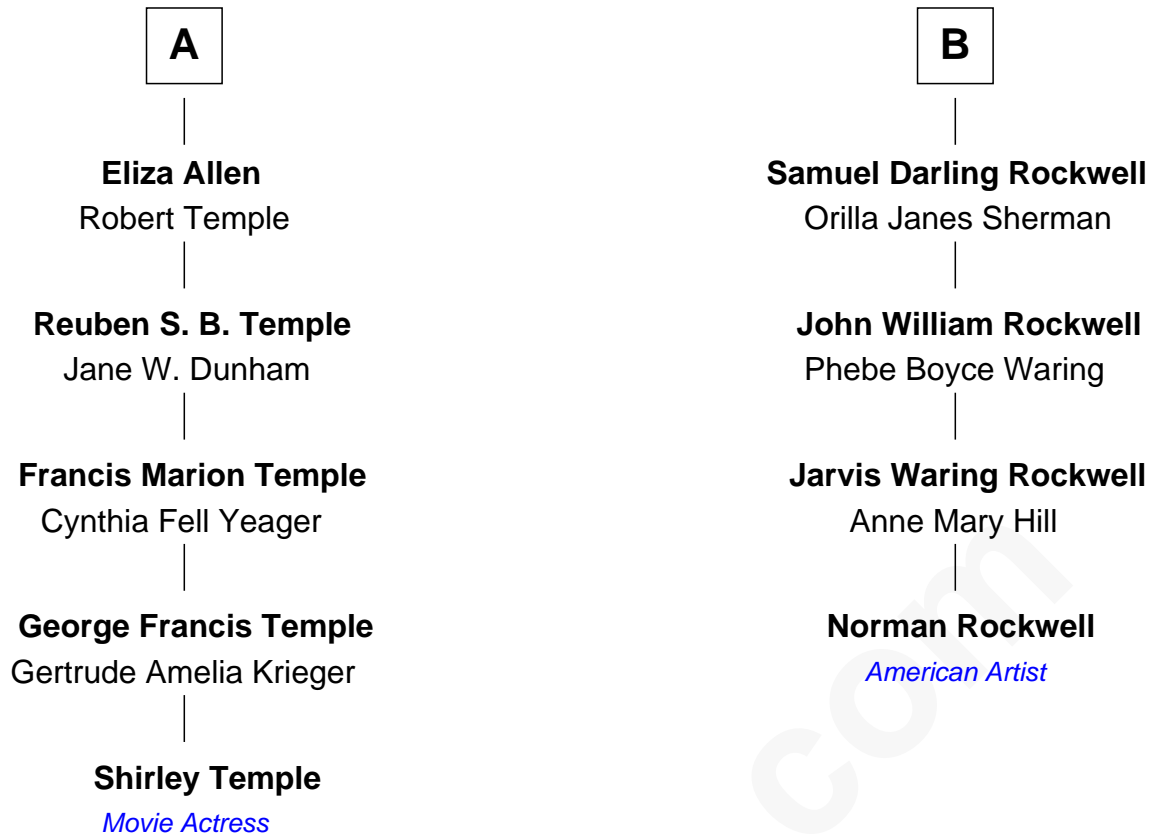 A
Eliza Allen
Robert Temple
Reuben S. B. Temple
Jane W. Dunham
Francis Marion Temple
Cynthia Fell Yeager
George Francis Temple
Gertrude Amelia Krieger
Shirley Temple
Movie Actress
B
Samuel Darling Rockwell
Orilla Janes Sherman
John William Rockwell
Phebe Boyce Waring
Jarvis Waring Rockwell
Anne Mary Hill
Norman Rockwell
American Artist
com